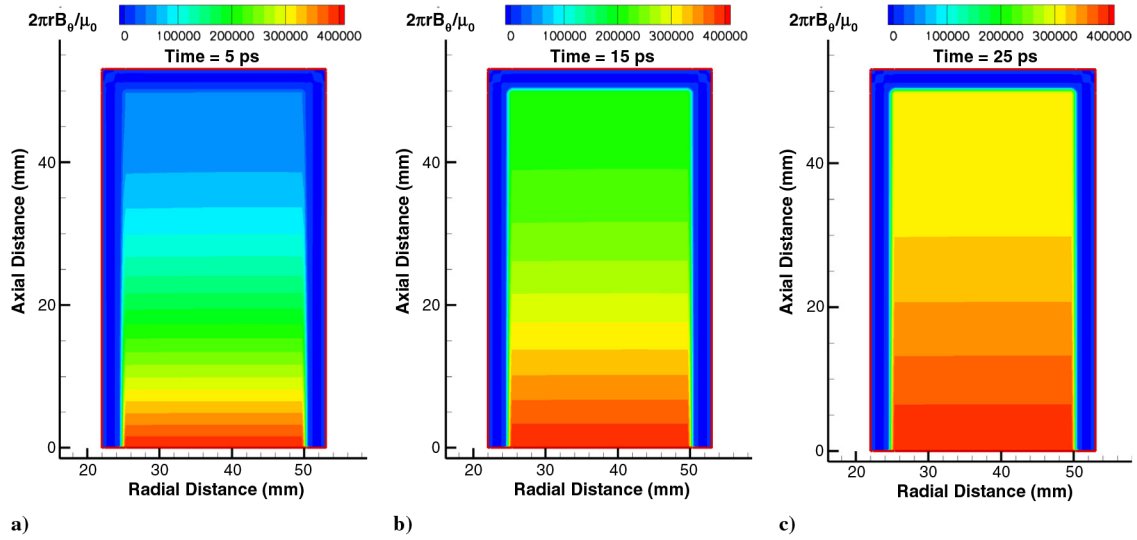 2πrBθ/μ0
0 100000 200000 300000 400000
Time = 5 ps
Axial Distance (mm)
40
20
0
20 30 40 50
Radial Distance (mm)
a)
2πrBθ/μ0
0 100000 200000 300000 400000
Time = 15 ps
Axial Distance (mm)
40
20
0
20 30 40 50
Radial Distance (mm)
b)
2πrBθ/μ0
0 100000 200000 300000 400000
Time = 25 ps
Axial Distance (mm)
40
20
0
20 30 40 50
Radial Distance (mm)
c)